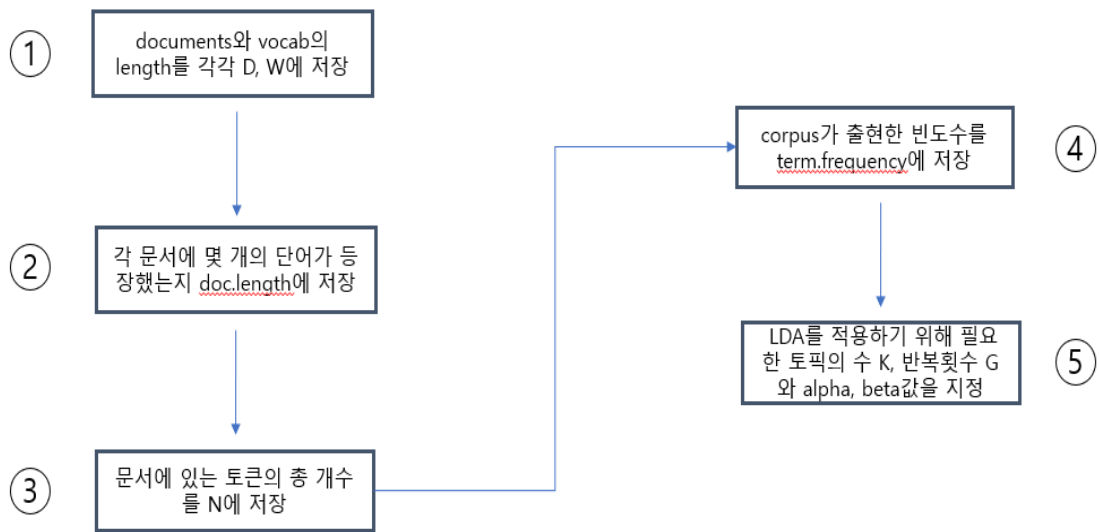 ①
documents와 vocab의
length를 각각 D, W에 저장
②
각 문서에 몇 개의 단어가 등
장했는지 doc.length에 저장
③
문서에 있는 토큰의 총 개수
를 N에 저장
④
corpus가 출현한 빈도수를
term.frequency에 저장
⑤
LDA를 적용하기 위해 필요
한 토픽의 수 K, 반복횟수 G
와 alpha, beta값을 지정